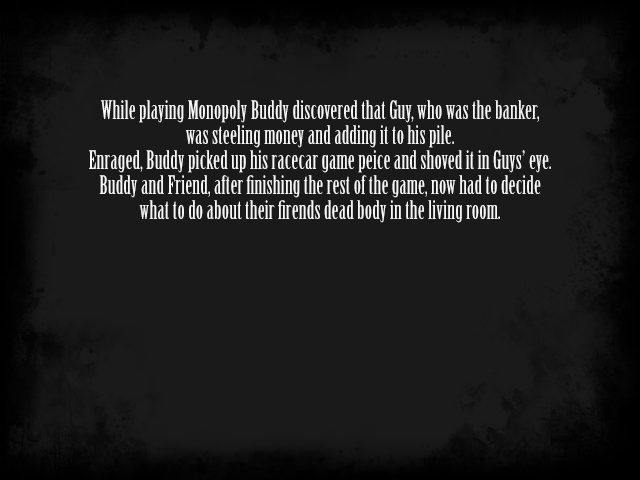 While playing Monopoly Buddy discovered that Guy, who was the banker,
was steeling money and adding it to his pile.
Enraged, Buddy picked up his racecar game peice and shoved it in Guys' eye.
Buddy and Friend, after finishing the rest of the game, now had to decide
what to do about their firends dead body in the living room.